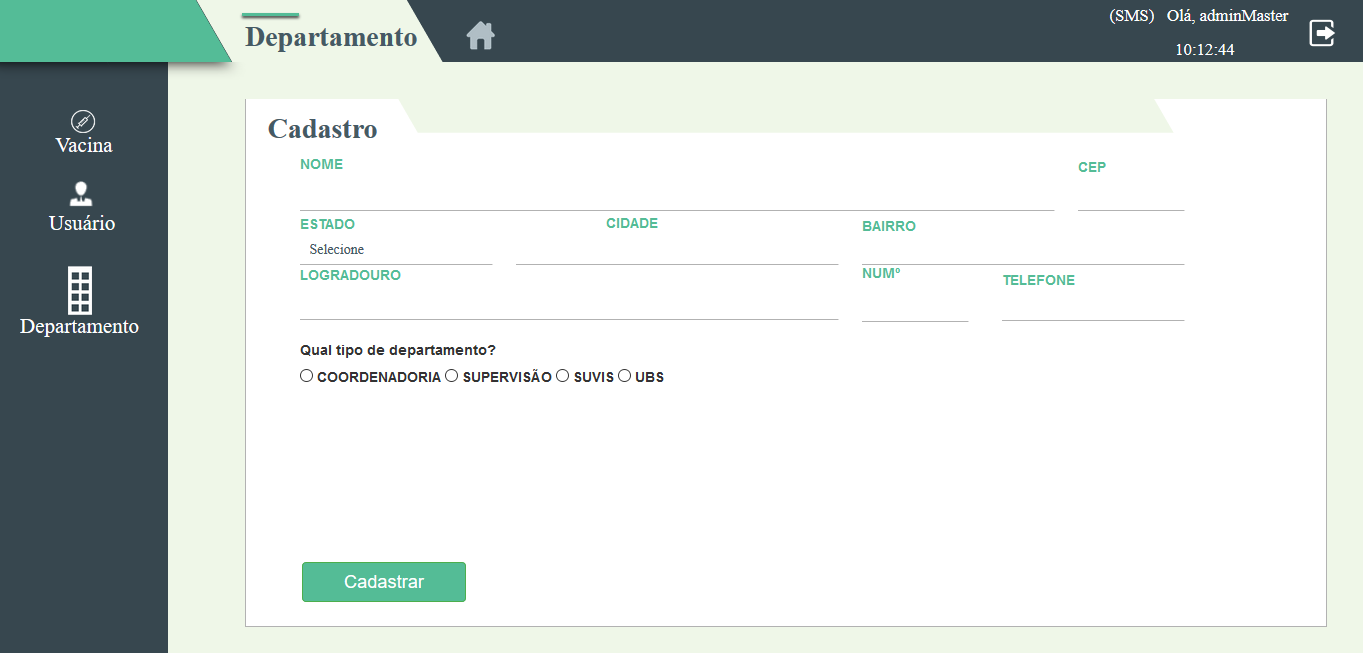 Departamento
(SMS) Olá, adminMaster
10:12:44
Vacina
Usuário
Departamento
Cadastro
NOME
CEP
ESTADO
CIDADE
BAIRRO
Selecione
LOGRADOURO
NUMº
TELEFONE
Qual tipo de departamento?
COORDENADORIA SUPERVISÃO SUVIS UBS
Cadastrar